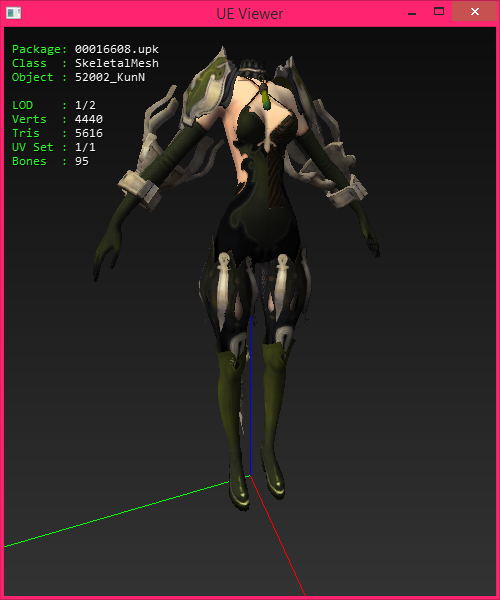 UE Viewer
Package: 00016608.upk
Class  : SkeletalMesh
Object : 52002_KunN
LOD    : 1/2
Verts  : 4440
Tris   : 5616
UV Set : 1/1
Bones  : 95